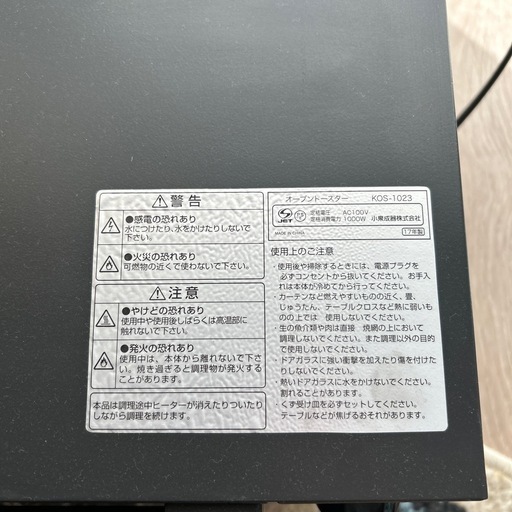 警告
●感電の恐れあり
水につけたり、水をかけたりしないで
下さい。
●火災の恐れあり
可燃物の近くで使わないで下さい。
注意
●やけどの恐れあり
使用中や使用後しばらくは高温部に
触れないで下さい。
●発火の恐れあり
使用中は、本体から離れないで下さ
い。焼き過ぎると調理物が発火する
ことがあります。
本品は調理途中ヒーターが消えたりついたり
しながら調理を続けます。
オーブントースター KOS-1023
JET
定格電圧 AC100V
定格消費電力 1000W 小泉成器株式会社
MADE IN CHINA
17年製
使用上のご注意
・使用後や掃除するときには、電源プラグを
必ずコンセントから抜いてください。お手入
れは本体が冷めてから行ってください。
・カーテンなど燃えやすいものの近く、畳、
じゅうたん、テーブルクロスなど熱に弱いも
のの上では 使用しないでください。
・生の魚介類や肉は直接 焼網の上において
調理しないでください。また調理以外の目的
で使用しないでください。
・ドアガラスに強い衝撃を加えたり傷を付けた
りしないでください。
・熱いドアガラスに水をかけないでください。
割れることがあります。
・くず受け皿を必ずセットしてください。
テーブルなどが焦げるおそれがあります。